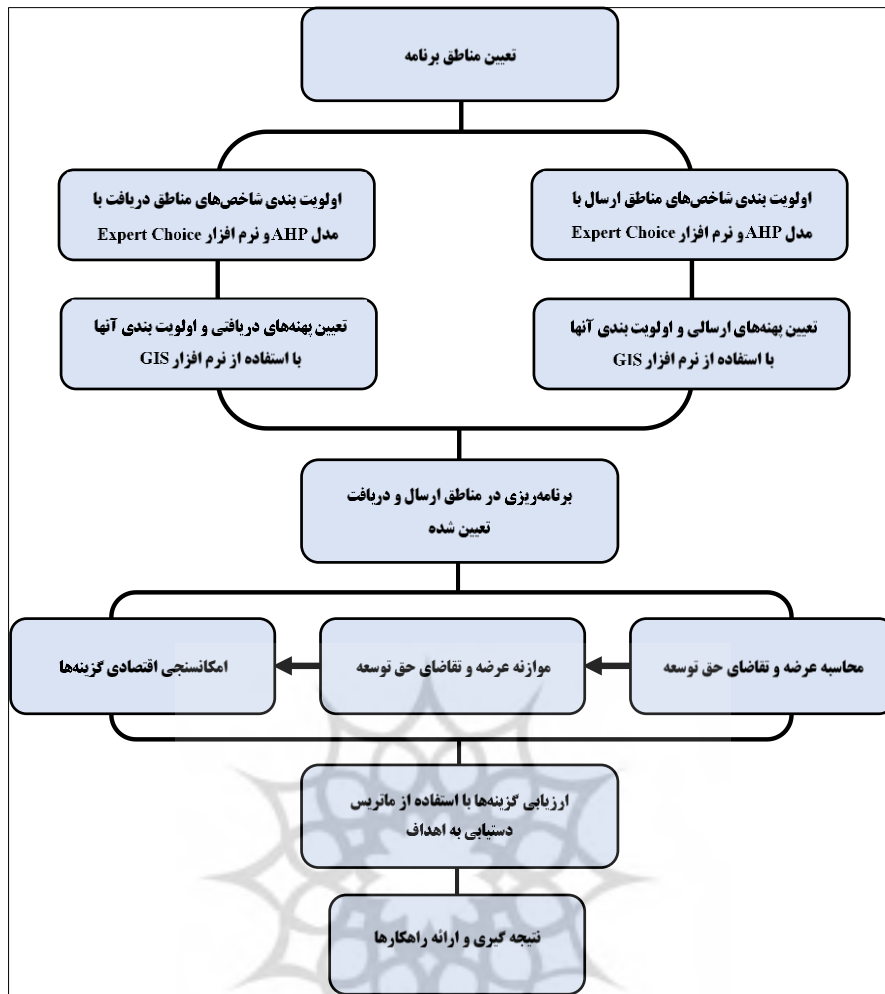 تعیین مناطق برنامه
اولویت بندی شاخص‌های مناطق ارسال با
مدل AHP و نرم افزار Expert Choice
اولویت بندی شاخص‌های مناطق دریافت با
مدل AHP و نرم افزار Expert Choice
تعیین پهنه‌های ارسالی و اولویت بندی آنها
با استفاده از نرم افزار GIS
تعیین پهنه‌های دریافتی و اولویت بندی آنها
با استفاده از نرم افزار GIS
برنامه‌ریزی در مناطق ارسال و دریافت
تعیین شده
محاسبه عرضه و تقاضای حق توسعه
موازنه عرضه و تقاضای حق توسعه
امکانسنجی اقتصادی گزینه‌ها
ارزیابی گزینه‌ها با استفاده از ماتریس
دستیابی به اهداف
نتیجه گیری و ارائه راهکارها